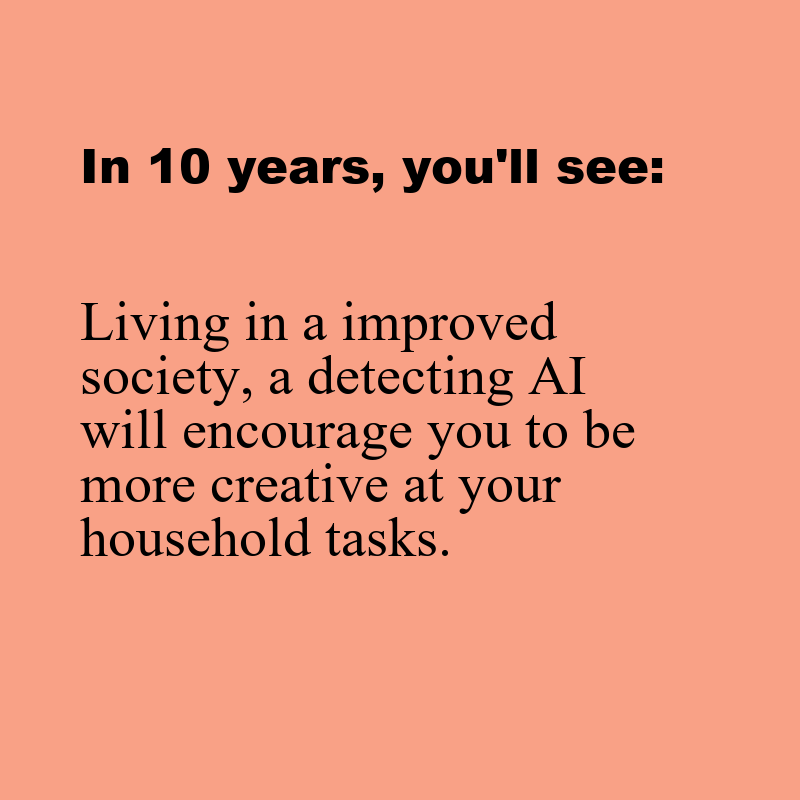 In 10 years, you'll see:
Living in a improved
society, a detecting AI
will encourage you to be
more creative at your
household tasks.